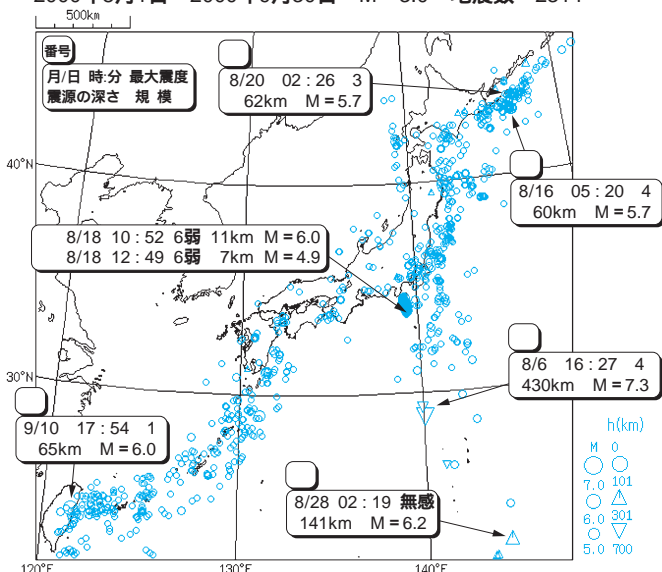 500km
番号
月/日 時:分 最大震度
震源の深さ 規 模
8/20 02:26 3
62km M=5.7
40°N
8/16 05:20 4
60km M=5.7
8/18 10:52 6弱 11km M=6.0
8/18 12:49 6弱 7km M=4.9
30°N
8/6 16:27 4
430km M=7.3
9/10 17:54 1
65km M=6.0
8/28 02:19 無感
141km M=6.2
h(km)
M 0
7.0 101
6.0 301
5.0 700
120°E 130°E 140°E